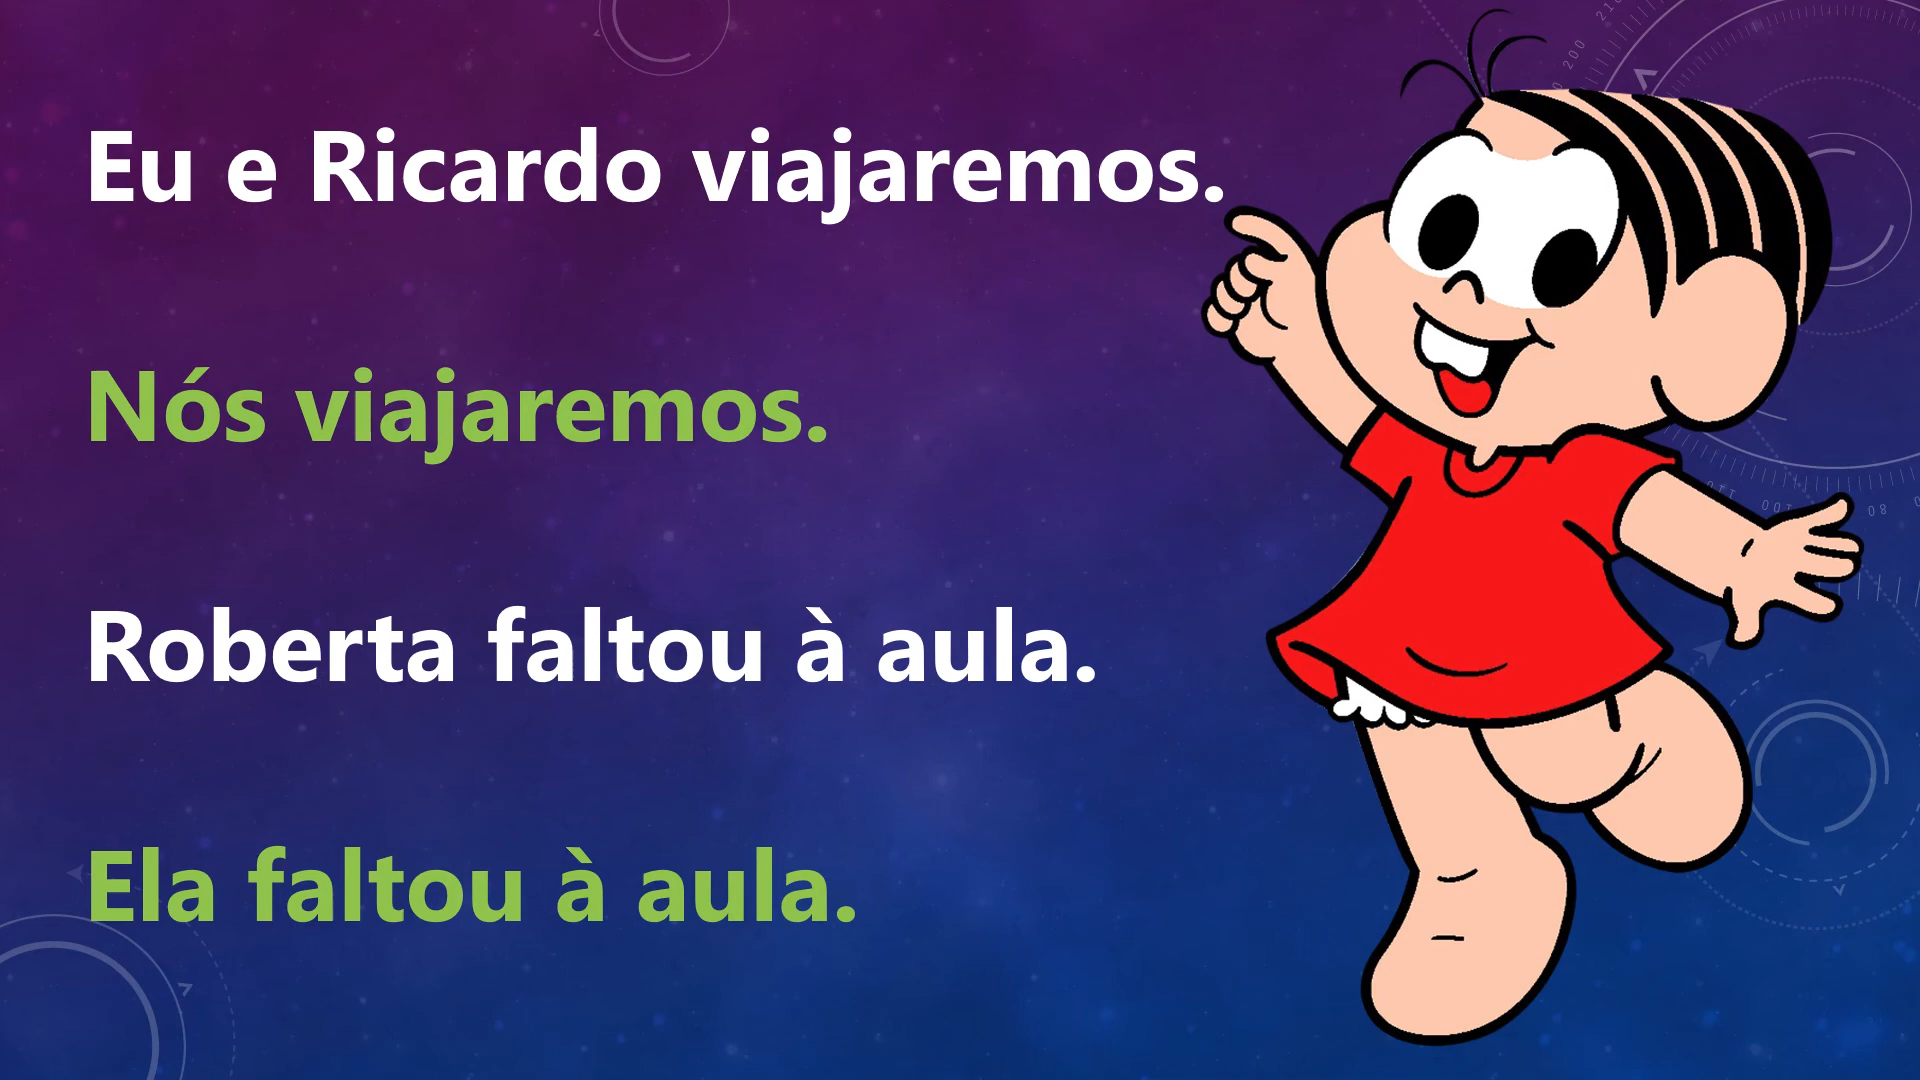 Eu e Ricardo viajaremos.
Nós viajaremos.
Roberta faltou à aula.
Ela faltou à aula.